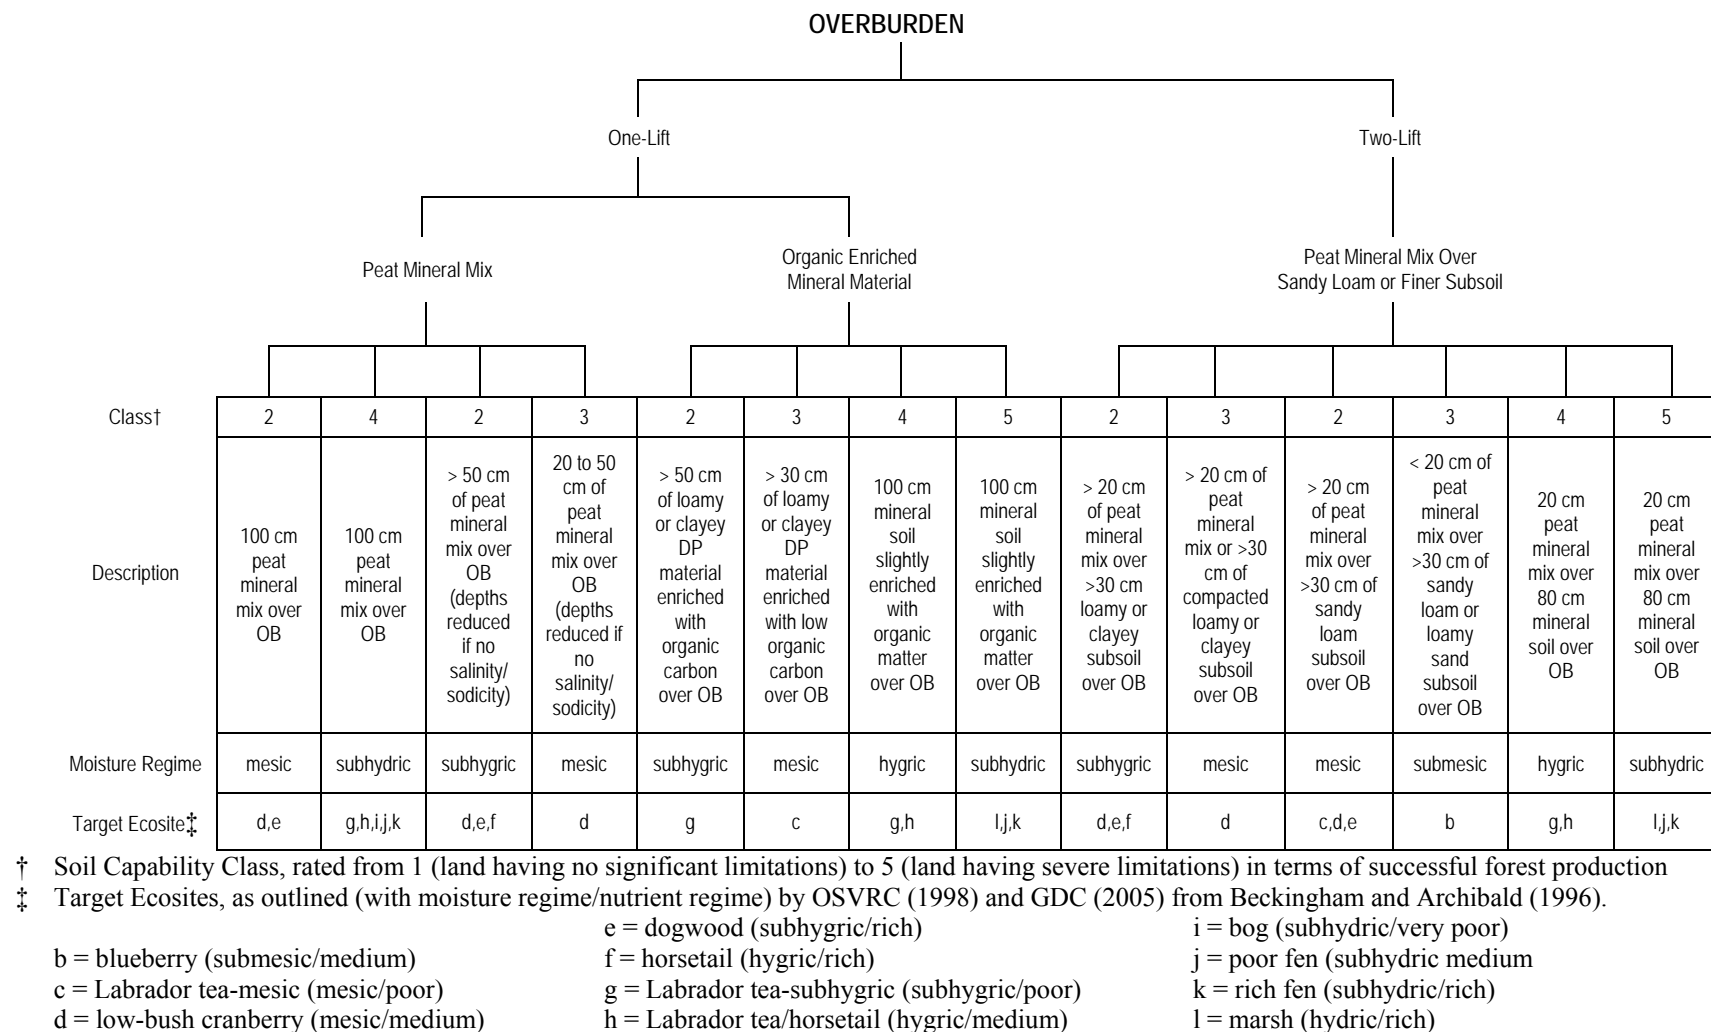 OVERBURDEN
One-Lift
Two-Lift
Peat Mineral Mix
Organic Enriched
Mineral Material
Peat Mineral Mix Over
Sandy Loam or Finer Subsoil
Class† 2 4 2 3 2 3 4 5 2 3 2 3 4 5
Description
100 cm
peat
mineral
mix over
OB
100 cm
peat
mineral
mix over
OB
> 50 cm
of peat
mineral
mix over
OB
(depths
reduced
if no
salinity/
sodicity)
20 to 50
cm of
peat
mineral
mix over
OB
(depths
reduced if
no
salinity/
sodicity)
> 50 cm
of loamy
or clayey
DP
material
enriched
with
organic
carbon
over OB
> 30 cm
of loamy
or clayey
DP
material
enriched
with low
organic
carbon
over OB
100 cm
mineral
soil
slightly
enriched
with
organic
matter
over OB
100 cm
mineral
soil
slightly
enriched
with
organic
matter
over OB
> 20 cm
of peat
mineral
mix over
>30 cm
loamy or
clayey
subsoil
over OB
> 20 cm of
peat
mineral
mix or >30
cm of
compacted
loamy or
clayey
subsoil
over OB
> 20 cm
of peat
mineral
mix over
>30 cm of
sandy
loam
subsoil
over OB
< 20 cm of
peat
mineral
mix over
>30 cm of
sandy
loam or
loamy
sand
subsoil
over OB
20 cm
peat
mineral
mix over
80 cm
mineral
soil over
OB
20 cm
peat
mineral
mix over
80 cm
mineral
soil over
OB
Moisture Regime mesic subhydric subhygric mesic subhygric mesic hygric subhydric subhygric mesic mesic submesic hygric subhydric
Target Ecosite‡ d,e g,h,i,j,k d,e,f d g c g,h l,j,k d,e,f d c,d,e b g,h l,j,k
† Soil Capability Class, rated from 1 (land having no significant limitations) to 5 (land having severe limitations) in terms of successful forest production
‡ Target Ecosites, as outlined (with moisture regime/nutrient regime) by OSVRC (1998) and GDC (2005) from Beckingham and Archibald (1996).
e = dogwood (subhygric/rich) i = bog (subhydric/very poor)
b = blueberry (submesic/medium) f = horsetail (hygric/rich) j = poor fen (subhydric medium
c = Labrador tea-mesic (mesic/poor) g = Labrador tea-subhygric (subhygric/poor) k = rich fen (subhydric/rich)
d = low-bush cranberry (mesic/medium) h = Labrador tea/horsetail (hygric/medium) l = marsh (hydric/rich)